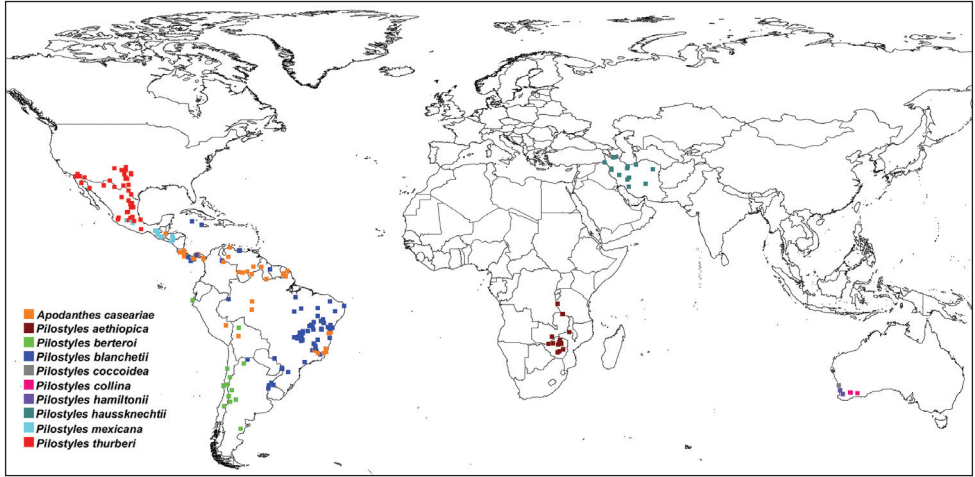 Apodanthes caseariae
Pilostyles aethiopica
Pilostyles berteroi
Pilostyles blanchetii
Pilostyles coccoidea
Pilostyles collina
Pilostyles hamiltonii
Pilostyles haussknechtii
Pilostyles mexicana
Pilostyles thurberi